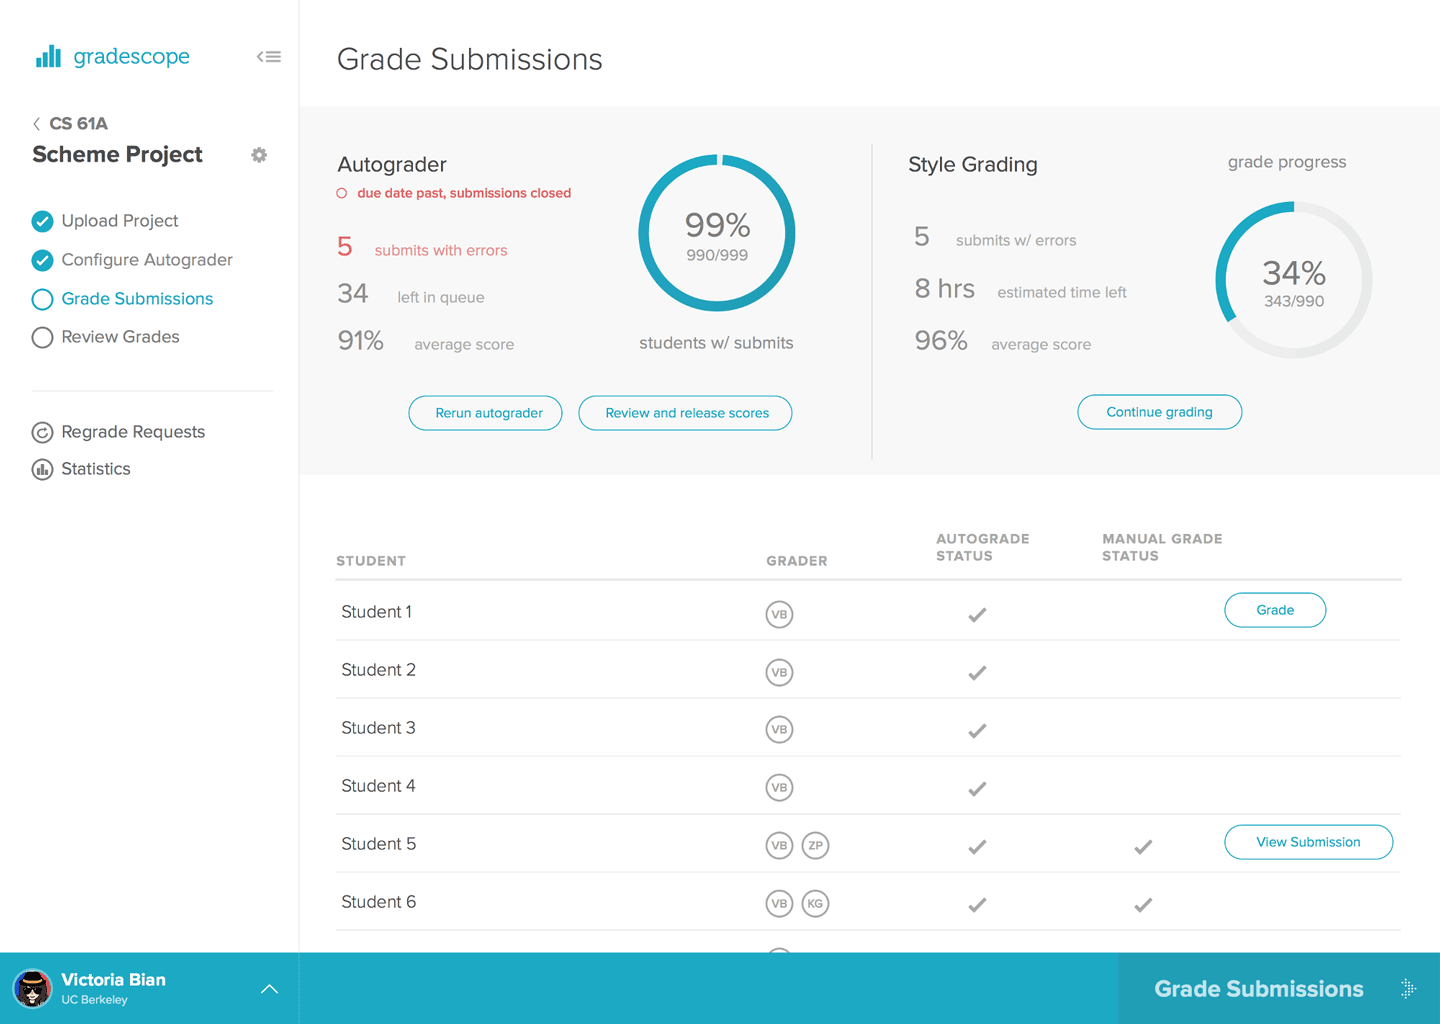 gradescope
CS 61A
Scheme Project
Upload Project
Configure Autograder
Grade Submissions
Review Grades
Regrade Requests
Statistics
Victoria Bian
UC Berkeley
Grade Submissions
Autograder
due date past, submissions closed
5 submits with errors
34 left in queue
91% average score
99%
990/999
students w/ submits
Rerun autograder
Review and release scores
Style Grading
grade progress
5 submits w/ errors
8 hrs estimated time left
96% average score
34%
343/990
Continue grading
STUDENT GRADER AUTOGRADE STATUS MANUAL GRADE STATUS
Student 1 VB Grade
Student 2 VB
Student 3 VB
Student 4 VB
Student 5 VB ZP View Submission
Student 6 VB KG
Grade Submissions